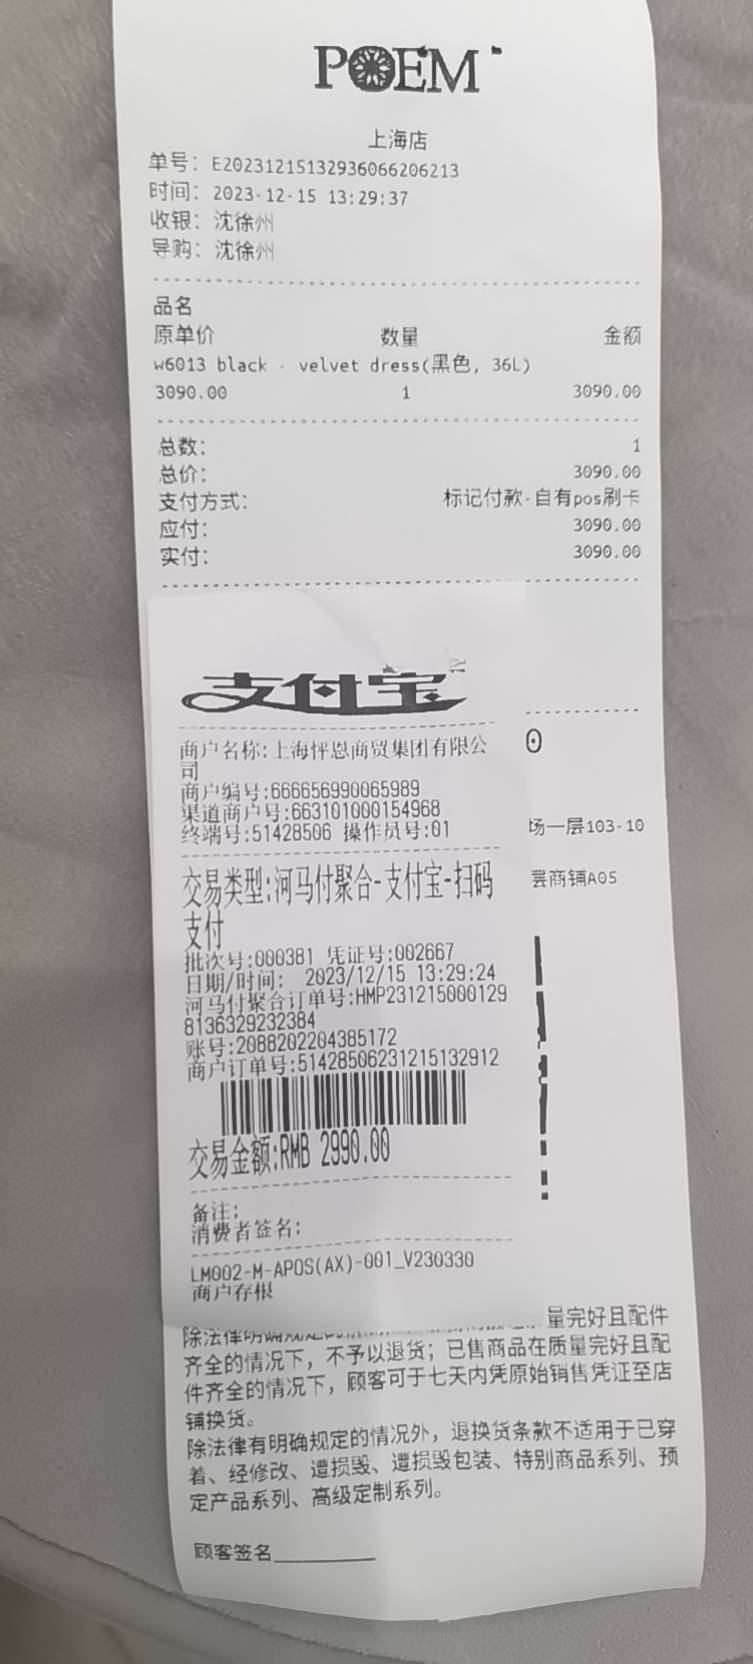 POEM
上海店
单号: E20231215132936066206213
时间: 2023-12-15 13:29:37
收银: 沈徐州
导购: 沈徐州
品名
原单价 数量 金额
w6013 black - velvet dress(黑色, 36L)
3090.00 1 3090.00
总数: 1
总价: 3090.00
支付方式: 标记付款-自有pos刷卡
应付: 3090.00
实付: 3090.00
支付宝
商户名称:上海怦恩商贸集团有限公
司
商户编号:666656990065989
渠道商户号:663101000154968
终端号:51428506 操作员号:01
场一层103-10
层商铺A05
交易类型:河马付聚合-支付宝-扫码
支付
批次号:000381 凭证号:002667
日期/时间: 2023/12/15 13:29:24
河马付聚合订单号:HMP231215000129
8136329232384
账号:2088202204385172
商户订单号:51428506231215132912
交易金额:RMB 2990.00
备注:
消费者签名:
LM002-M-APOS(AX)-001_V230330
商户存根
除法律明确规定的 量完好且配件
齐全的情况下，不予以退货；已售商品在质量完好且配
件齐全的情况下，顾客可于七天内凭原始销售凭证至店
铺换货。
除法律有明确规定的情况外，退换货条款不适用于已穿
着、经修改、遭损毁、遭损毁包装、特别商品系列、预
定产品系列、高级定制系列。
顾客签名